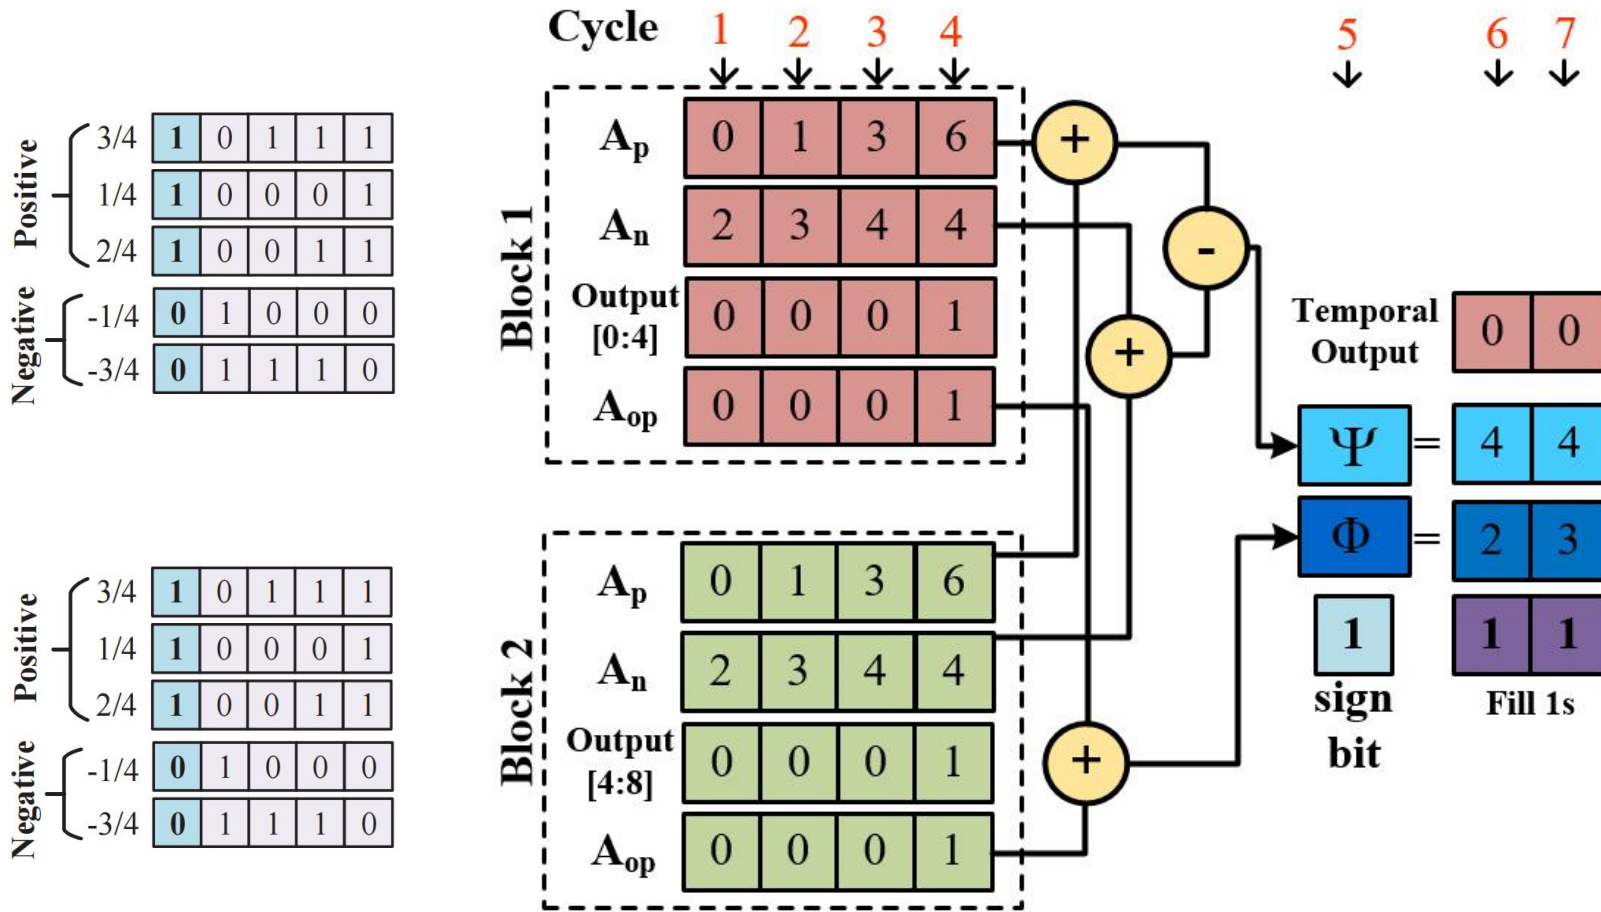 Cycle 1 2 3 4 5 6 7
Positive
3/4 1 0 1 1 1
1/4 1 0 0 0 1
2/4 1 0 0 1 1
Negative
-1/4 0 1 0 0 0
-3/4 0 1 1 1 0
Block 1
Ap 0 1 3 6
An 2 3 4 4
Output
[0:4]
0 0 0 1
Aop 0 0 0 1
+
+
-
Positive
3/4 1 0 1 1 1
1/4 1 0 0 0 1
2/4 1 0 0 1 1
Negative
-1/4 0 1 0 0 0
-3/4 0 1 1 1 0
Block 2
Ap 0 1 3 6
An 2 3 4 4
Output
[4:8]
0 0 0 1
Aop 0 0 0 1
+
Temporal
Output
0 0
Ψ = 4 4
Φ = 2 3
1 1 1
sign
bit
Fill 1s